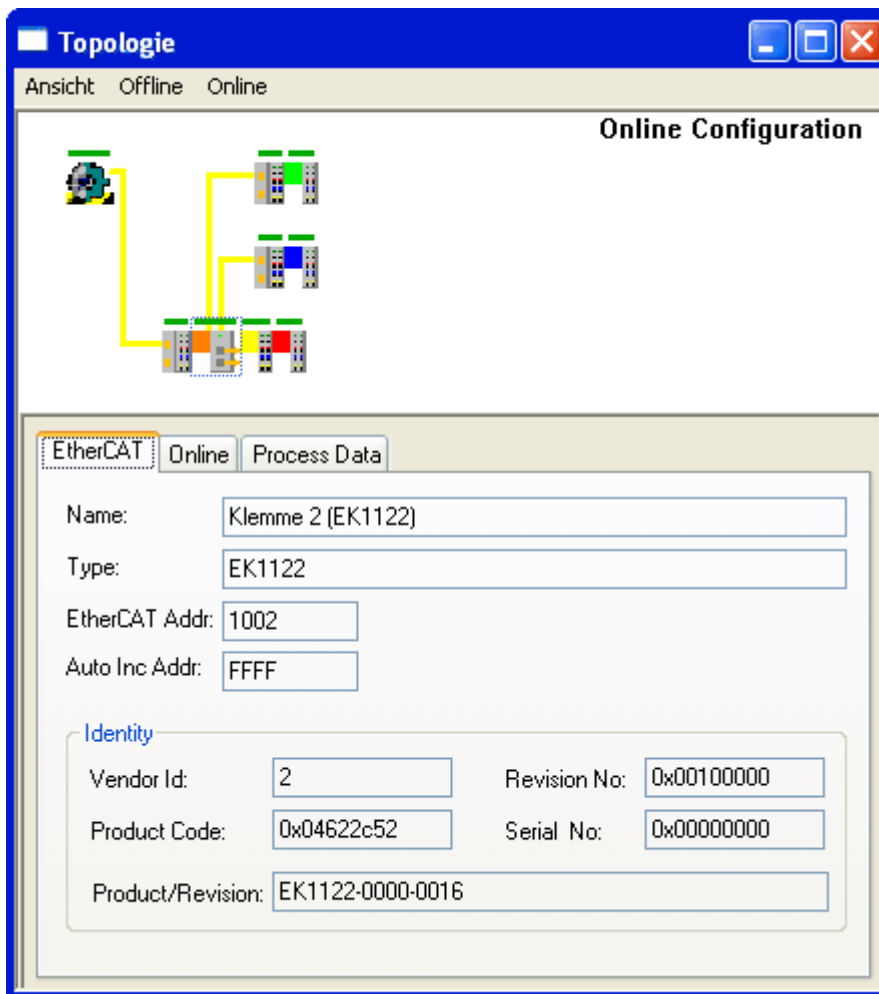 Topologie
Ansicht Offline Online
Online Configuration
EtherCAT Online Process Data
Name: Klemme 2 (EK1122)
Type: EK1122
EtherCAT Addr: 1002
Auto Inc Addr: FFFF
Identity
Vendor Id: 2 Revision No: 0x00100000
Product Code: 0x04622c52 Serial No: 0x00000000
Product/Revision: EK1122-0000-0016